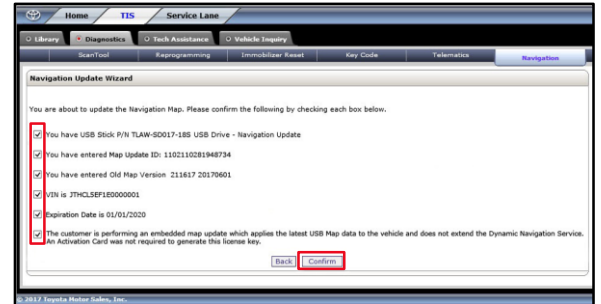 Home TIS Service Lane
Library Diagnostics Tech Assistance Vehicle Inquiry
ScanTool Reprogramming Immobilizer Reset Key Code Telematics Navigation
Navigation Update Wizard
You are about to update the Navigation Map. Please confirm the following by checking each box below.
You have USB Stick P/N TLAW-SD017-18S USB Drive - Navigation Update
You have entered Map Update ID: 1102110281948734
You have entered Old Map Version 211617 20170601
VIN is JTHCL5EF1E0000001
Expiration Date is 01/01/2020
The customer is performing an embedded map update which applies the latest USB Map data to the vehicle and does not extend the Dynamic Navigation Service.
An Activation Card was not required to generate this license key.
Back Confirm
© 2017 Toyota Motor Sales, Inc.